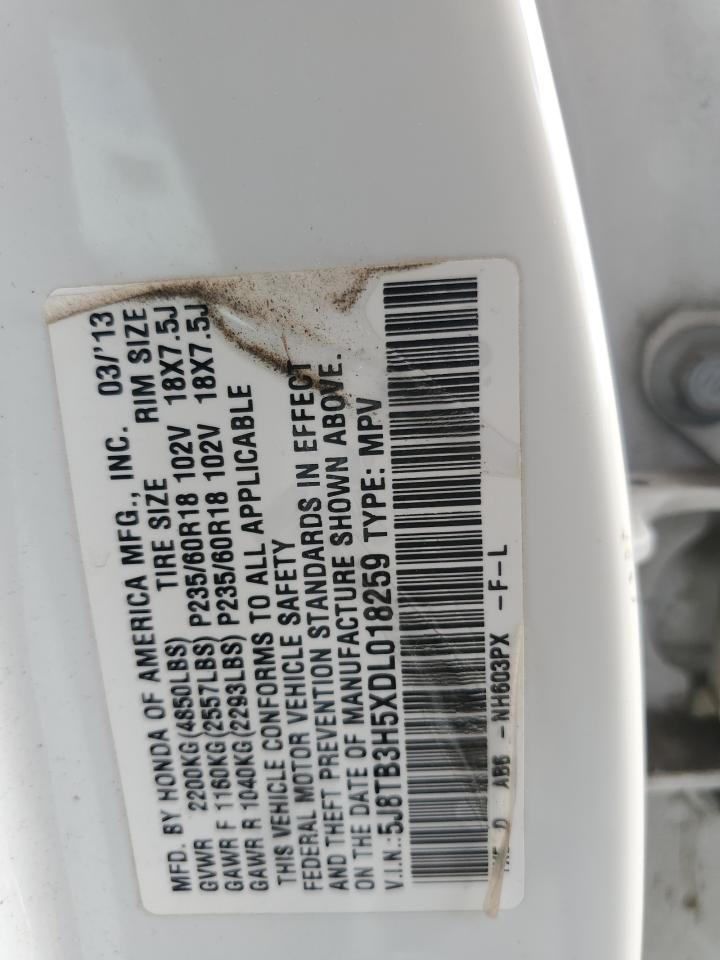 MFD. BY HONDA OF AMERICA MFG., INC. 03/'13
GVWR 2200KG(4850LBS) TIRE SIZE RIM SIZE
GAWR F 1160KG(2557LBS) P235/60R18 102V 18X7.5J
GAWR R 1040KG(2293LBS) P235/60R18 102V 18X7.5J
THIS VEHICLE CONFORMS TO ALL APPLICABLE
FEDERAL MOTOR VEHICLE SAFETY
AND THEFT PREVENTION STANDARDS IN EFFECT
ON THE DATE OF MANUFACTURE SHOWN ABOVE.
V.I.N.:5J8TB3H5XDL018259 TYPE: MPV
D AB6 -NH603PX -F-L